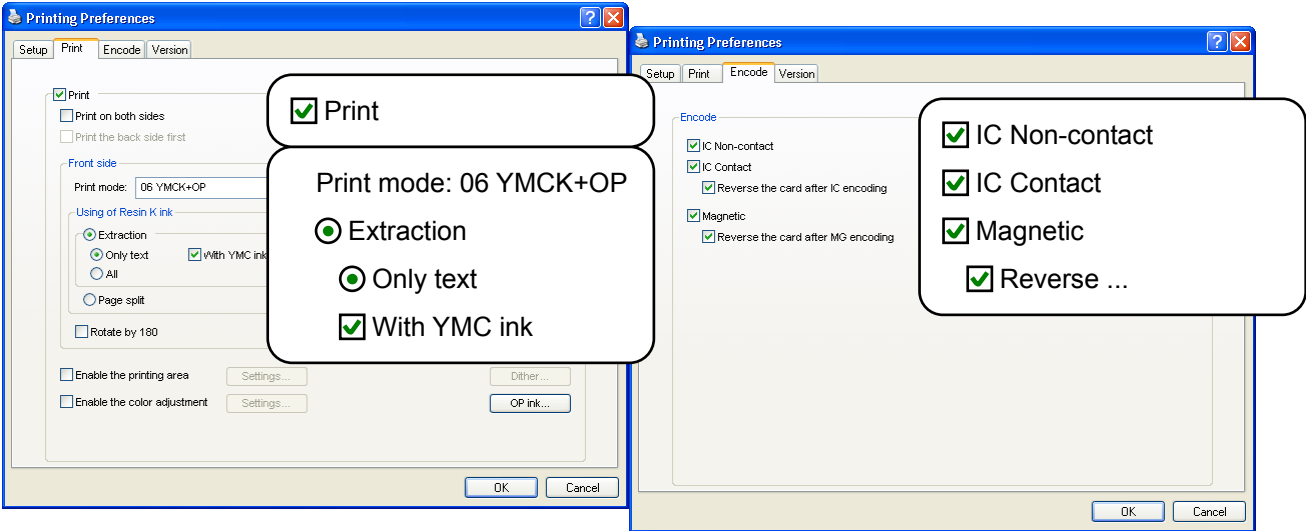 Printing Preferences
Setup Print Encode Version
Print
Print on both sides
Print the back side first
Front side
Print mode: 06 YMCK+OP
Using of Resin K ink
Extraction
Only text With YMC ink
All
Page split
Rotate by 180
Enable the printing area Settings... Dither...
Enable the color adjustment Settings... OP ink...
OK Cancel
Print
Print mode: 06 YMCK+OP
Extraction
Only text
With YMC ink
Printing Preferences
Setup Print Encode Version
Encode
IC Non-contact
IC Contact
Reverse the card after IC encoding
Magnetic
Reverse the card after MG encoding
OK Cancel
IC Non-contact
IC Contact
Magnetic
Reverse ...